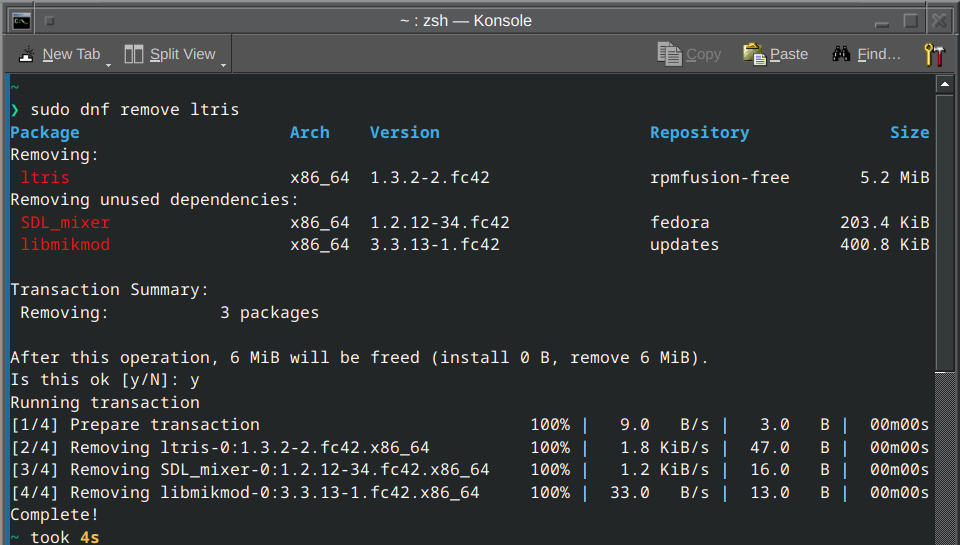 ~ : zsh — Konsole
New Tab Split View Copy Paste Find...
~
❯ sudo dnf remove ltris
Package Arch Version Repository Size
Removing:
ltris x86_64 1.3.2-2.fc42 rpmfusion-free 5.2 MiB
Removing unused dependencies:
SDL_mixer x86_64 1.2.12-34.fc42 fedora 203.4 KiB
libmikmod x86_64 3.3.13-1.fc42 updates 400.8 KiB
Transaction Summary:
Removing: 3 packages
After this operation, 6 MiB will be freed (install 0 B, remove 6 MiB).
Is this ok [y/N]: y
Running transaction
[1/4] Prepare transaction 100% | 9.0 B/s | 3.0 B | 00m00s
[2/4] Removing ltris-0:1.3.2-2.fc42.x86_64 100% | 1.8 KiB/s | 47.0 B | 00m00s
[3/4] Removing SDL_mixer-0:1.2.12-34.fc42.x86_64 100% | 1.2 KiB/s | 16.0 B | 00m00s
[4/4] Removing libmikmod-0:3.3.13-1.fc42.x86_64 100% | 33.0 B/s | 13.0 B | 00m00s
Complete!
~ took 4s